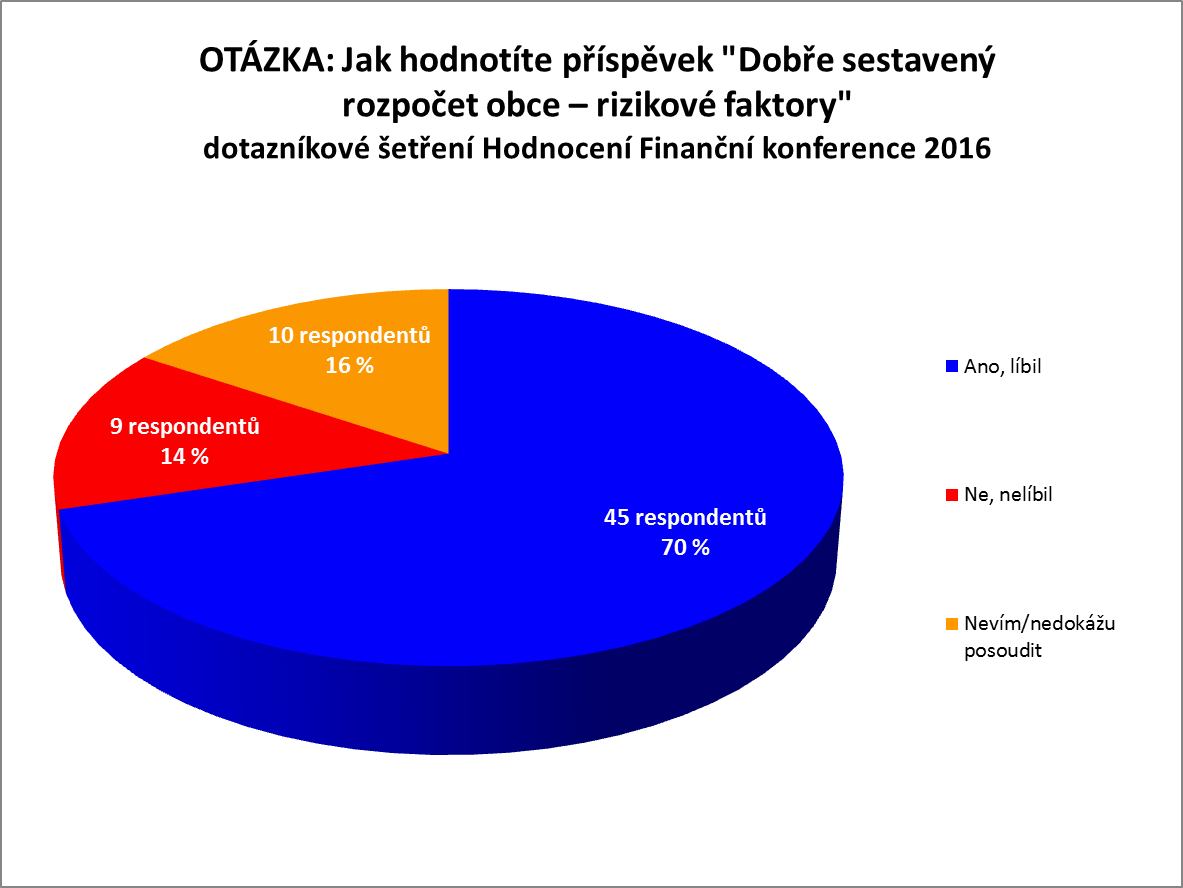 OTÁZKA: Jak hodnotíte příspěvek "Dobře sestavený
rozpočet obce – rizikové faktory"
dotazníkové šetření Hodnocení Finanční konference 2016
10 respondentů
16 %
9 respondentů
14 %
45 respondentů
70 %
Ano, líbil
Ne, nelíbil
Nevím/nedokážu
posoudit